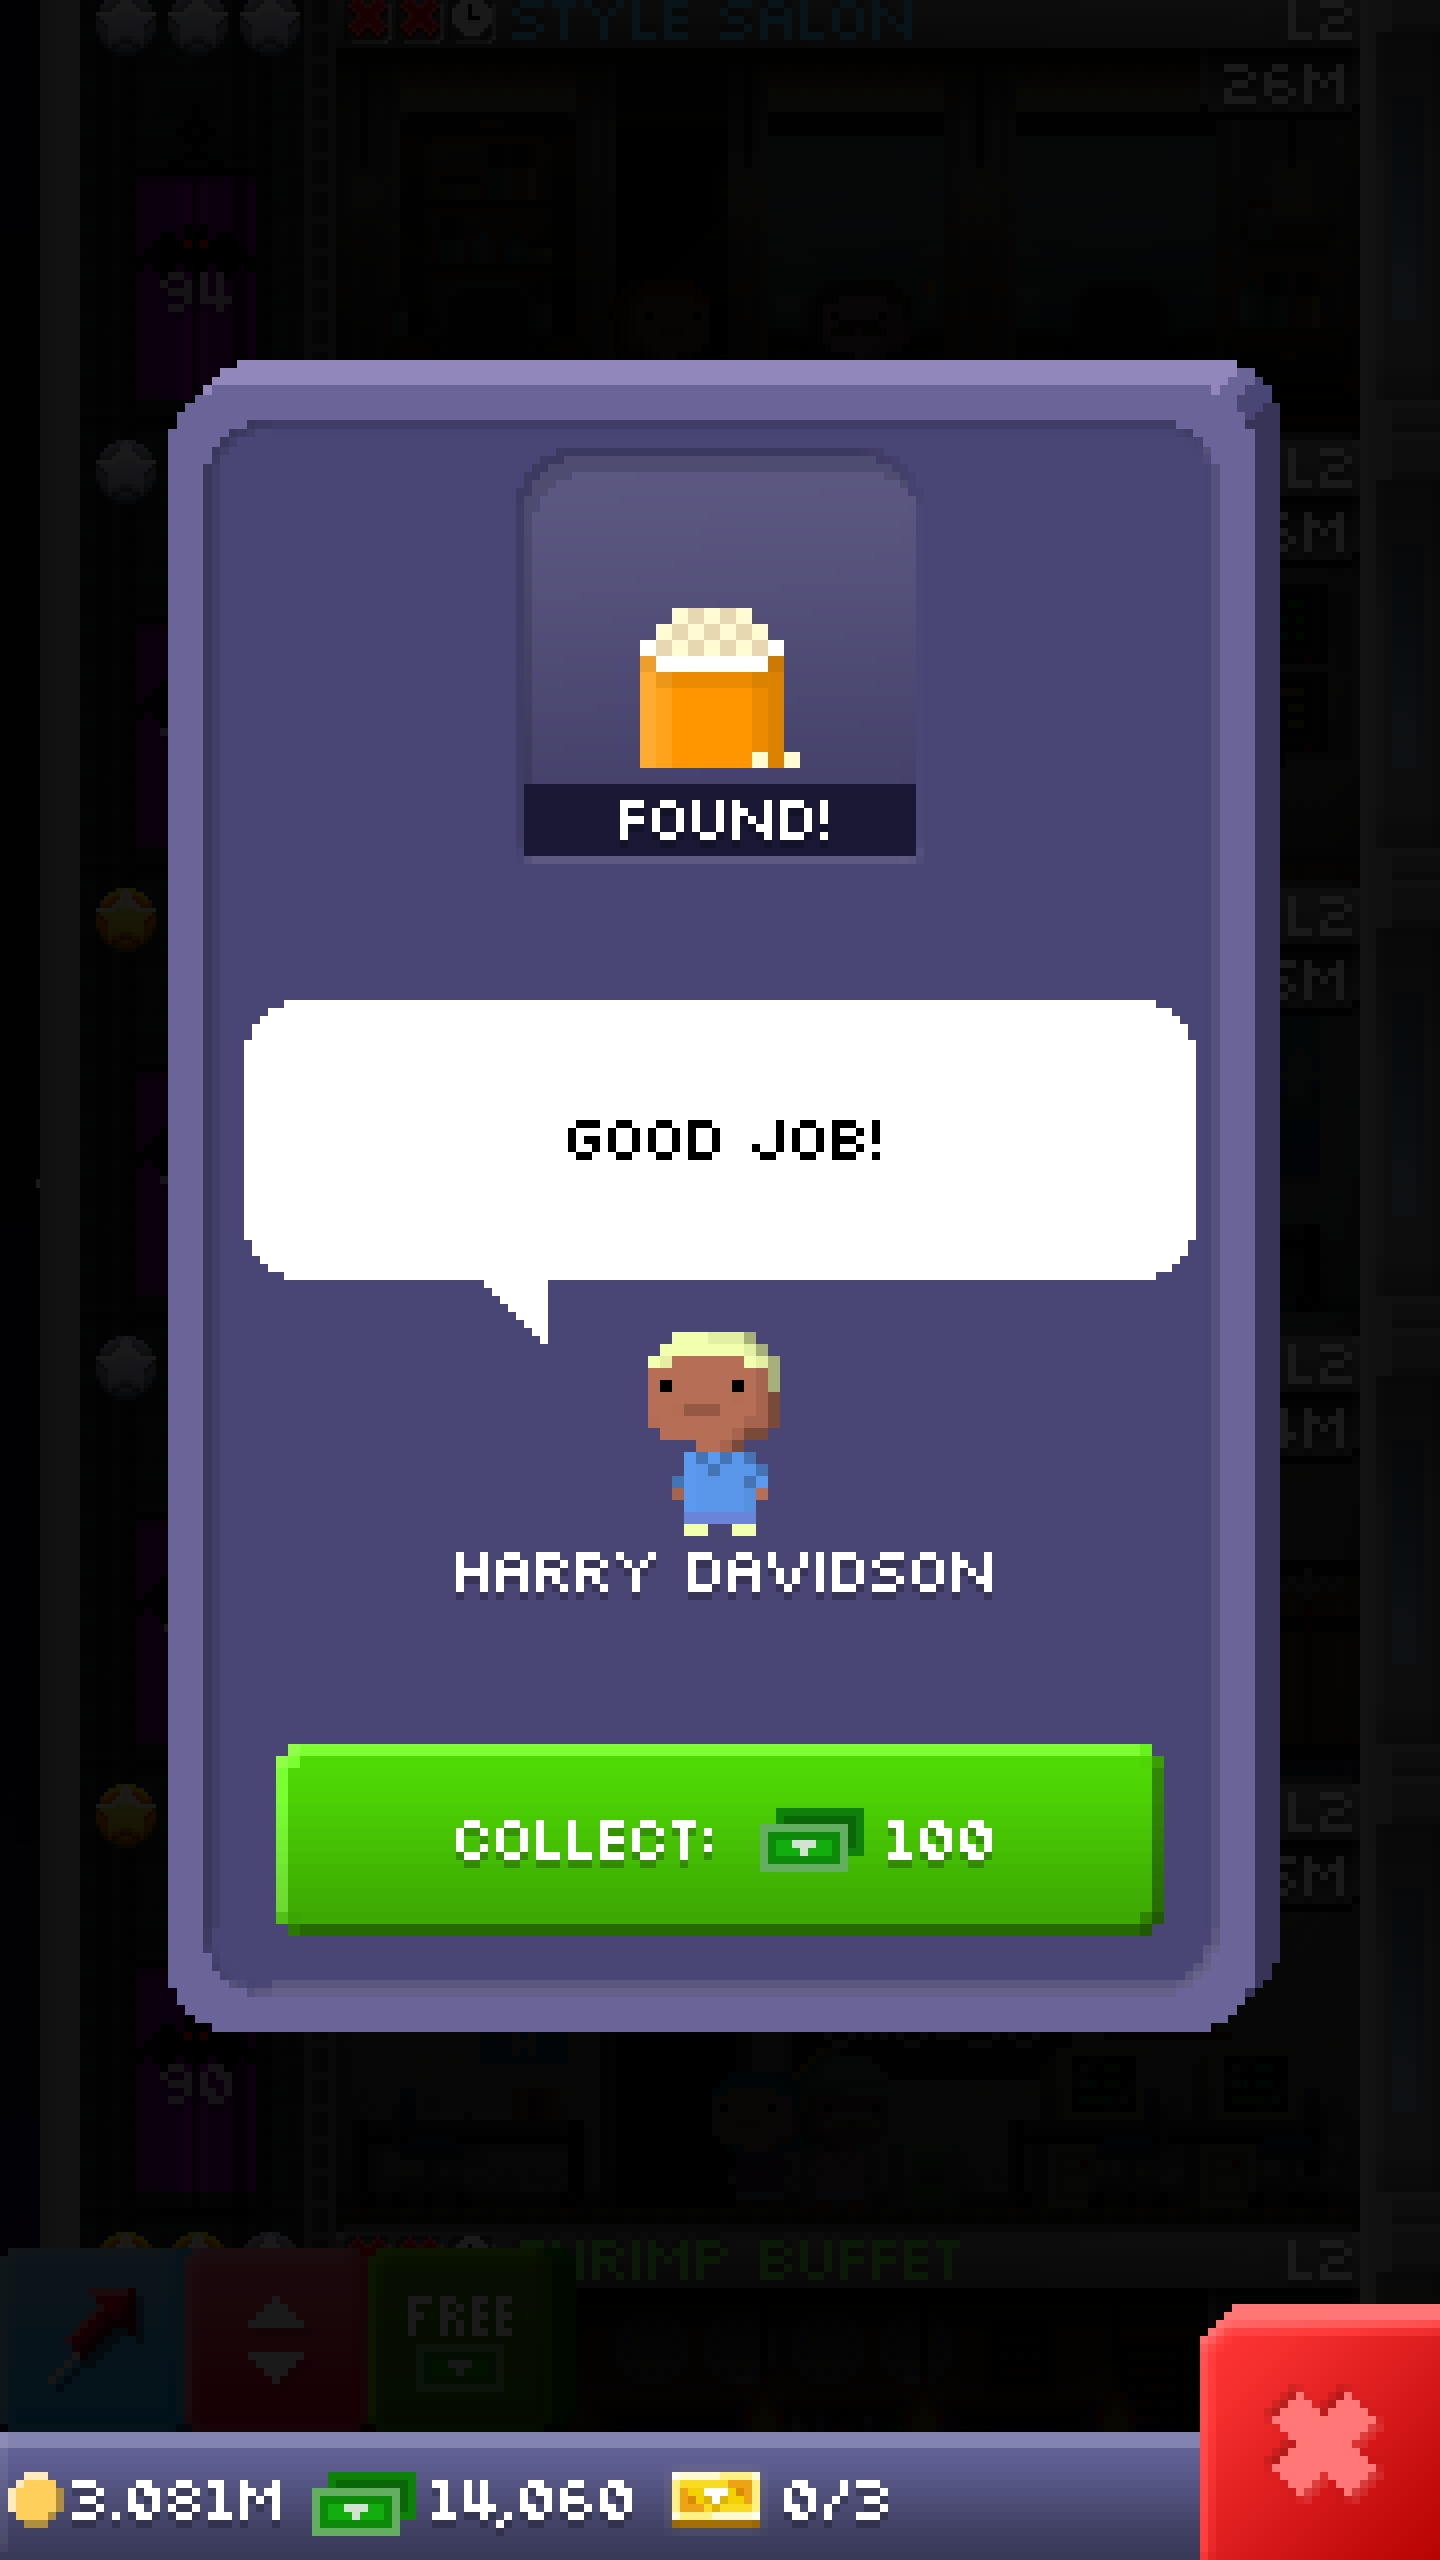 STYLE SALON L2
26M
94
L2
L2
L2
L2
FOUND!
GOOD JOB!
HARRY DAVIDSON
COLLECT: 100
90
SHRIMP BUFFET L2
FREE
3.081M 14,060 0/3